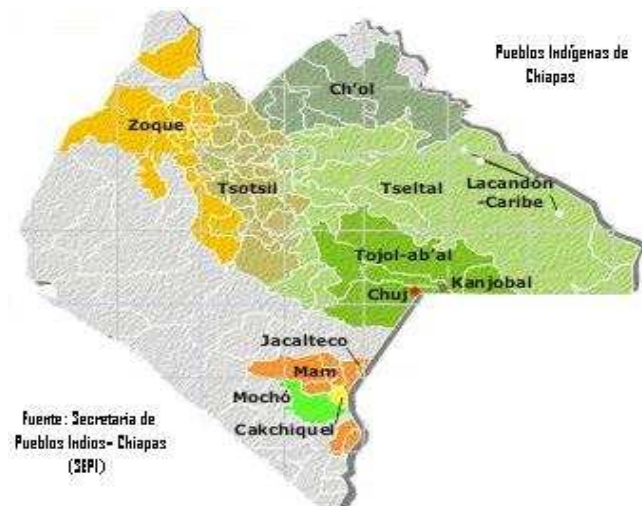 Pueblos Indígenas de
Chiapas
Ch'ol
Zoque
Tsotsil
Tseltal
Lacandón
-Caribe
Tojol-ab'al
Kanjobal
Chuj
Jacalteco
Mam
Mochó
Cakchiquel
Fuente: Secretaria de
Pueblos Indios- Chiapas
(SEPI)